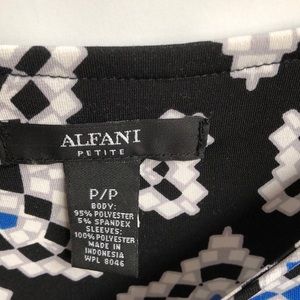 ALFANI
PETITE
P/P
BODY:
95% POLYESTER
5% SPANDEX
SLEEVES:
100% POLYESTER
MADE IN
INDONESIA
WPL 8046